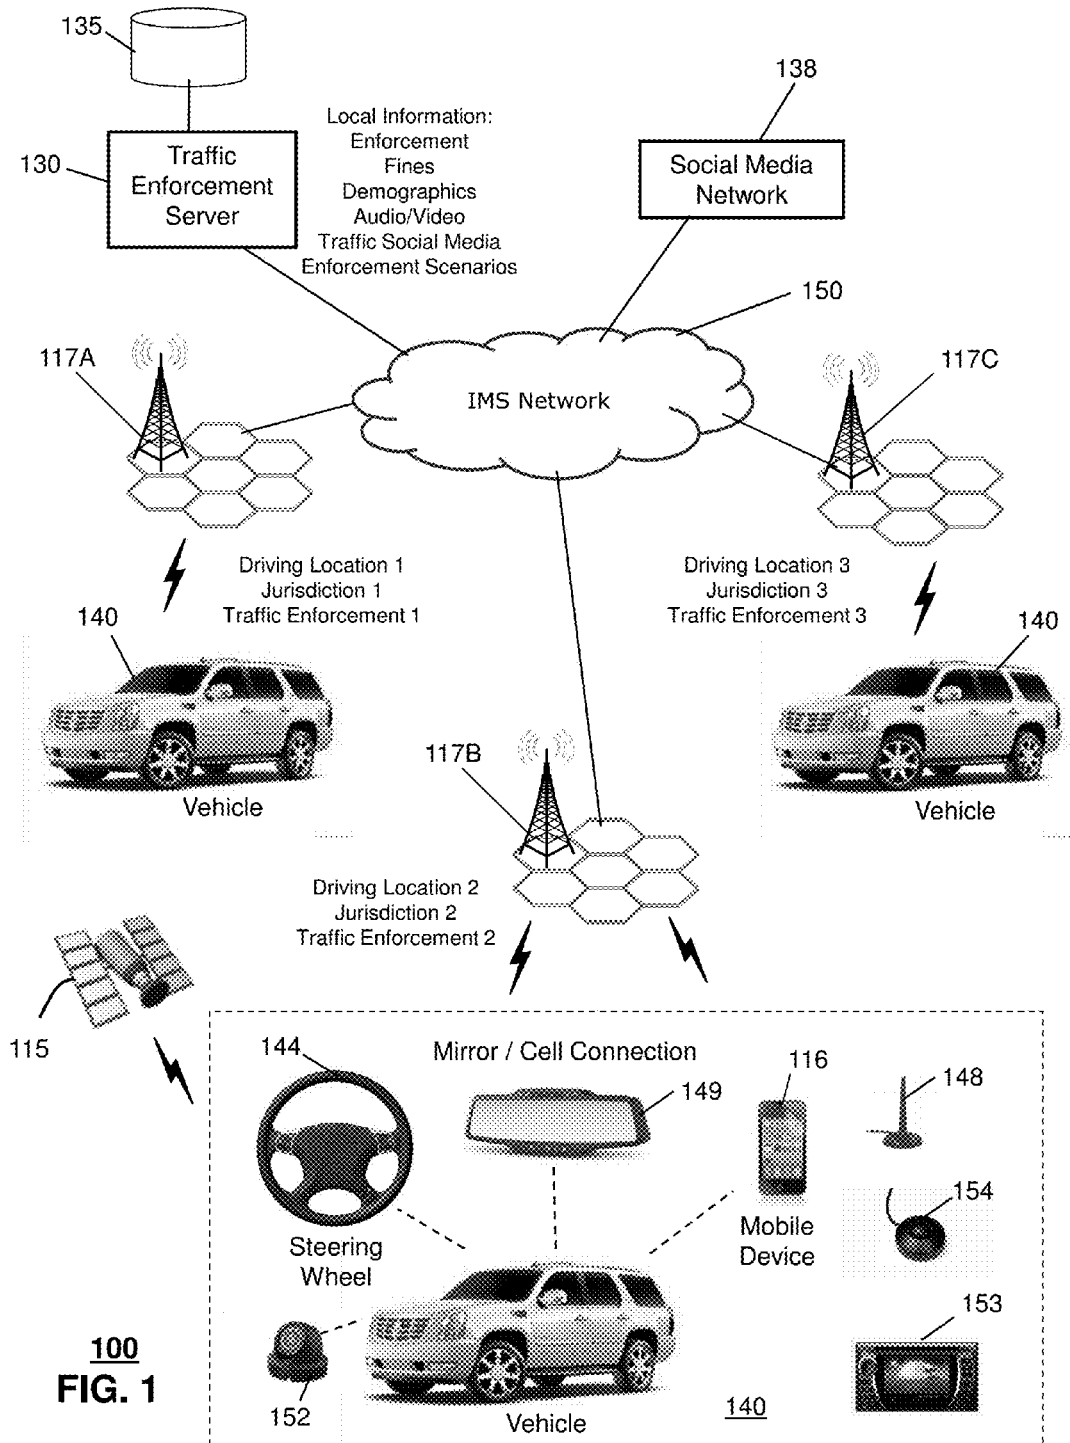 135
138
Local Information:
Enforcement
Fines
Demographics
Audio/Video
Traffic Social Media
Enforcement Scenarios
130
Traffic
Enforcement
Server
Social Media
Network
150
117A
117C
IMS Network
Driving Location 1
Jurisdiction 1
Traffic Enforcement 1
Driving Location 3
Jurisdiction 3
Traffic Enforcement 3
140
140
Vehicle
Vehicle
117B
Driving Location 2
Jurisdiction 2
Traffic Enforcement 2
115
144
Mirror / Cell Connection
149
116
148
154
Steering
Wheel
Mobile
Device
153
152
Vehicle
140
100
FIG. 1